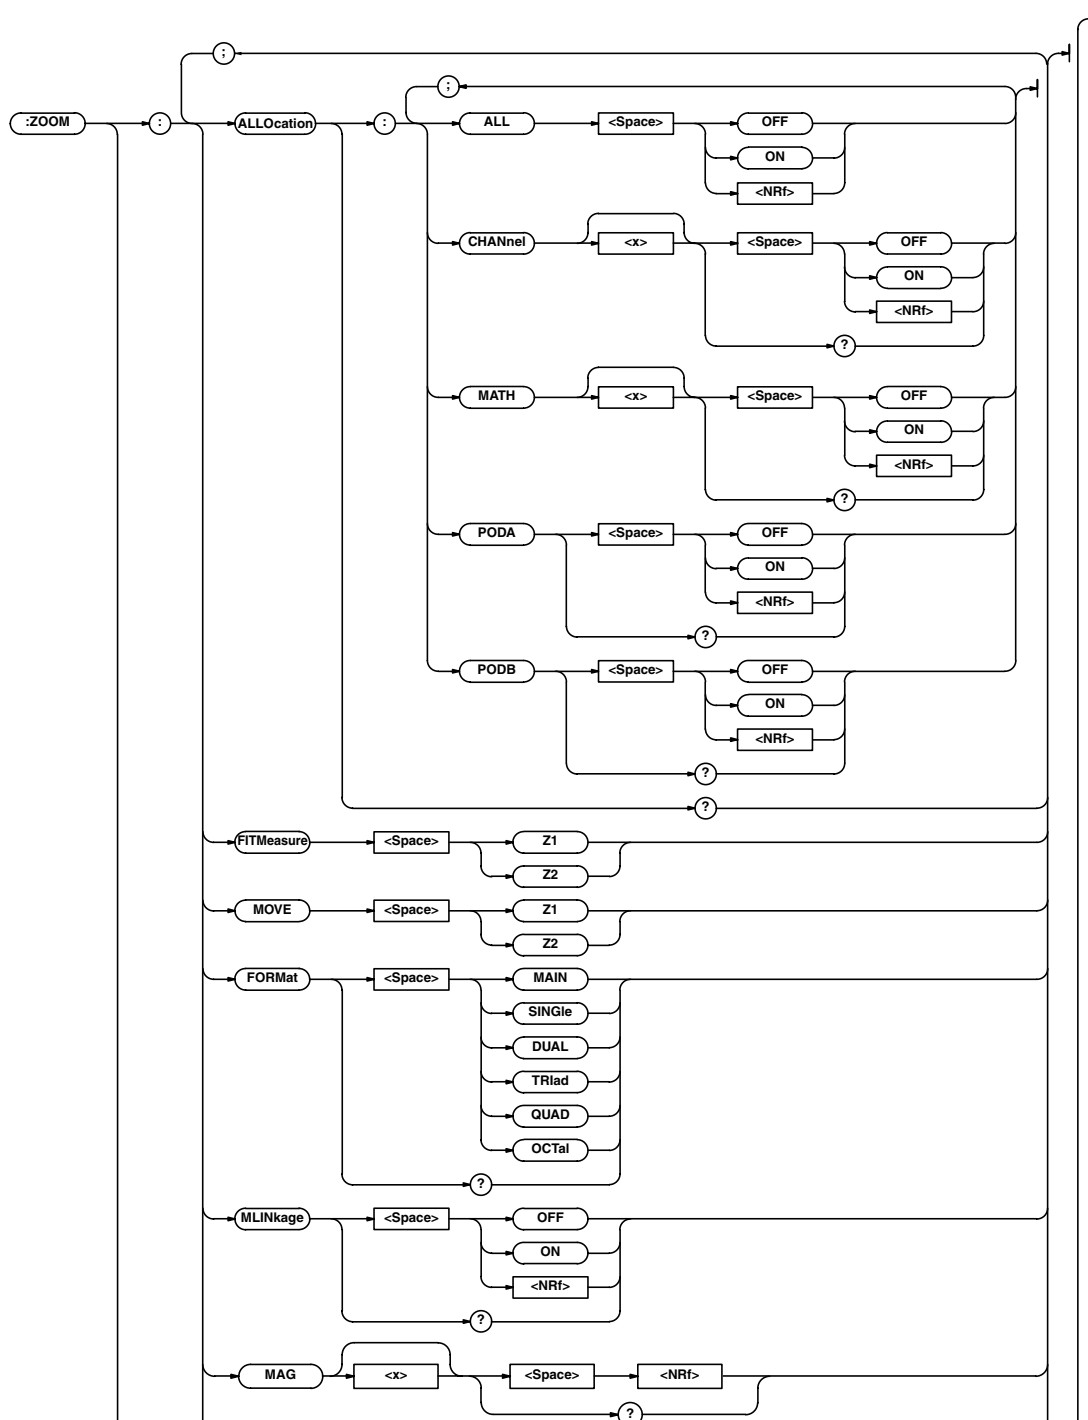 ;
;
:ZOOM : ALLOcation : ALL <Space> OFF
ON
<NRf>
CHANnel <x> <Space> OFF
ON
<NRf>
?
MATH <x> <Space> OFF
ON
<NRf>
?
PODA <Space> OFF
ON
<NRf>
?
PODB <Space> OFF
ON
<NRf>
?
?
FITMeasure <Space> Z1
Z2
MOVE <Space> Z1
Z2
FORMat <Space> MAIN
SINGle
DUAL
TRIad
QUAD
OCTal
?
MLINkage <Space> OFF
ON
<NRf>
?
MAG <x> <Space> <NRf>
?